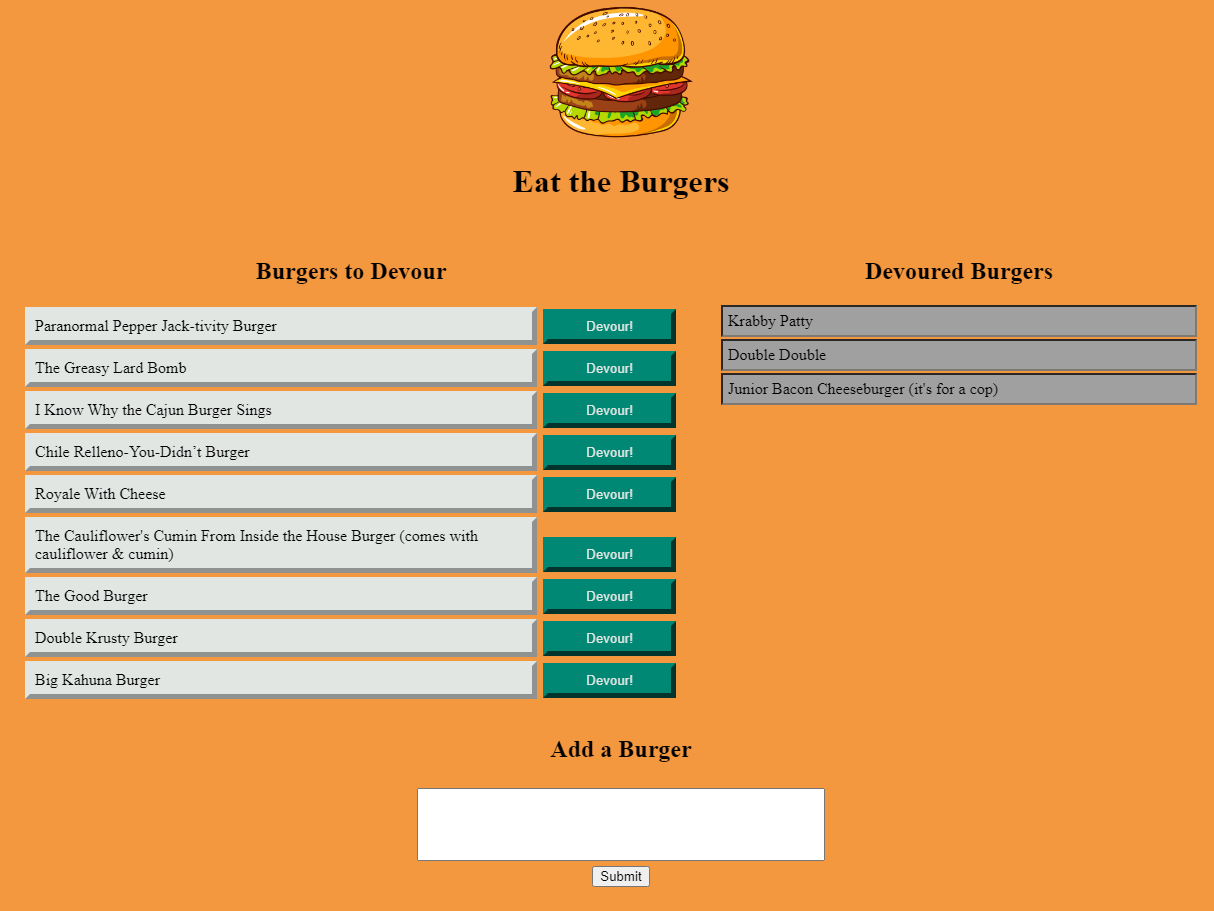 Eat the Burgers
Burgers to Devour
Paranormal Pepper Jack-tivity Burger
Devour!
The Greasy Lard Bomb
Devour!
I Know Why the Cajun Burger Sings
Devour!
Chile Relleno-You-Didn’t Burger
Devour!
Royale With Cheese
Devour!
The Cauliflower's Cumin From Inside the House Burger (comes with
cauliflower & cumin)
Devour!
The Good Burger
Devour!
Double Krusty Burger
Devour!
Big Kahuna Burger
Devour!
Devoured Burgers
Krabby Patty
Double Double
Junior Bacon Cheeseburger (it's for a cop)
Add a Burger
Submit